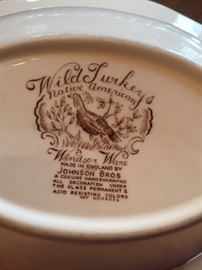 Wild Turkeys
Native American
Windsor Ware
MADE IN ENGLAND BY
JOHNSON BROS
A GENUINE HAND ENGRAVING
ALL DECORATION UNDER
THE GLAZE PERMANENT &
ACID RESISTING COLORS